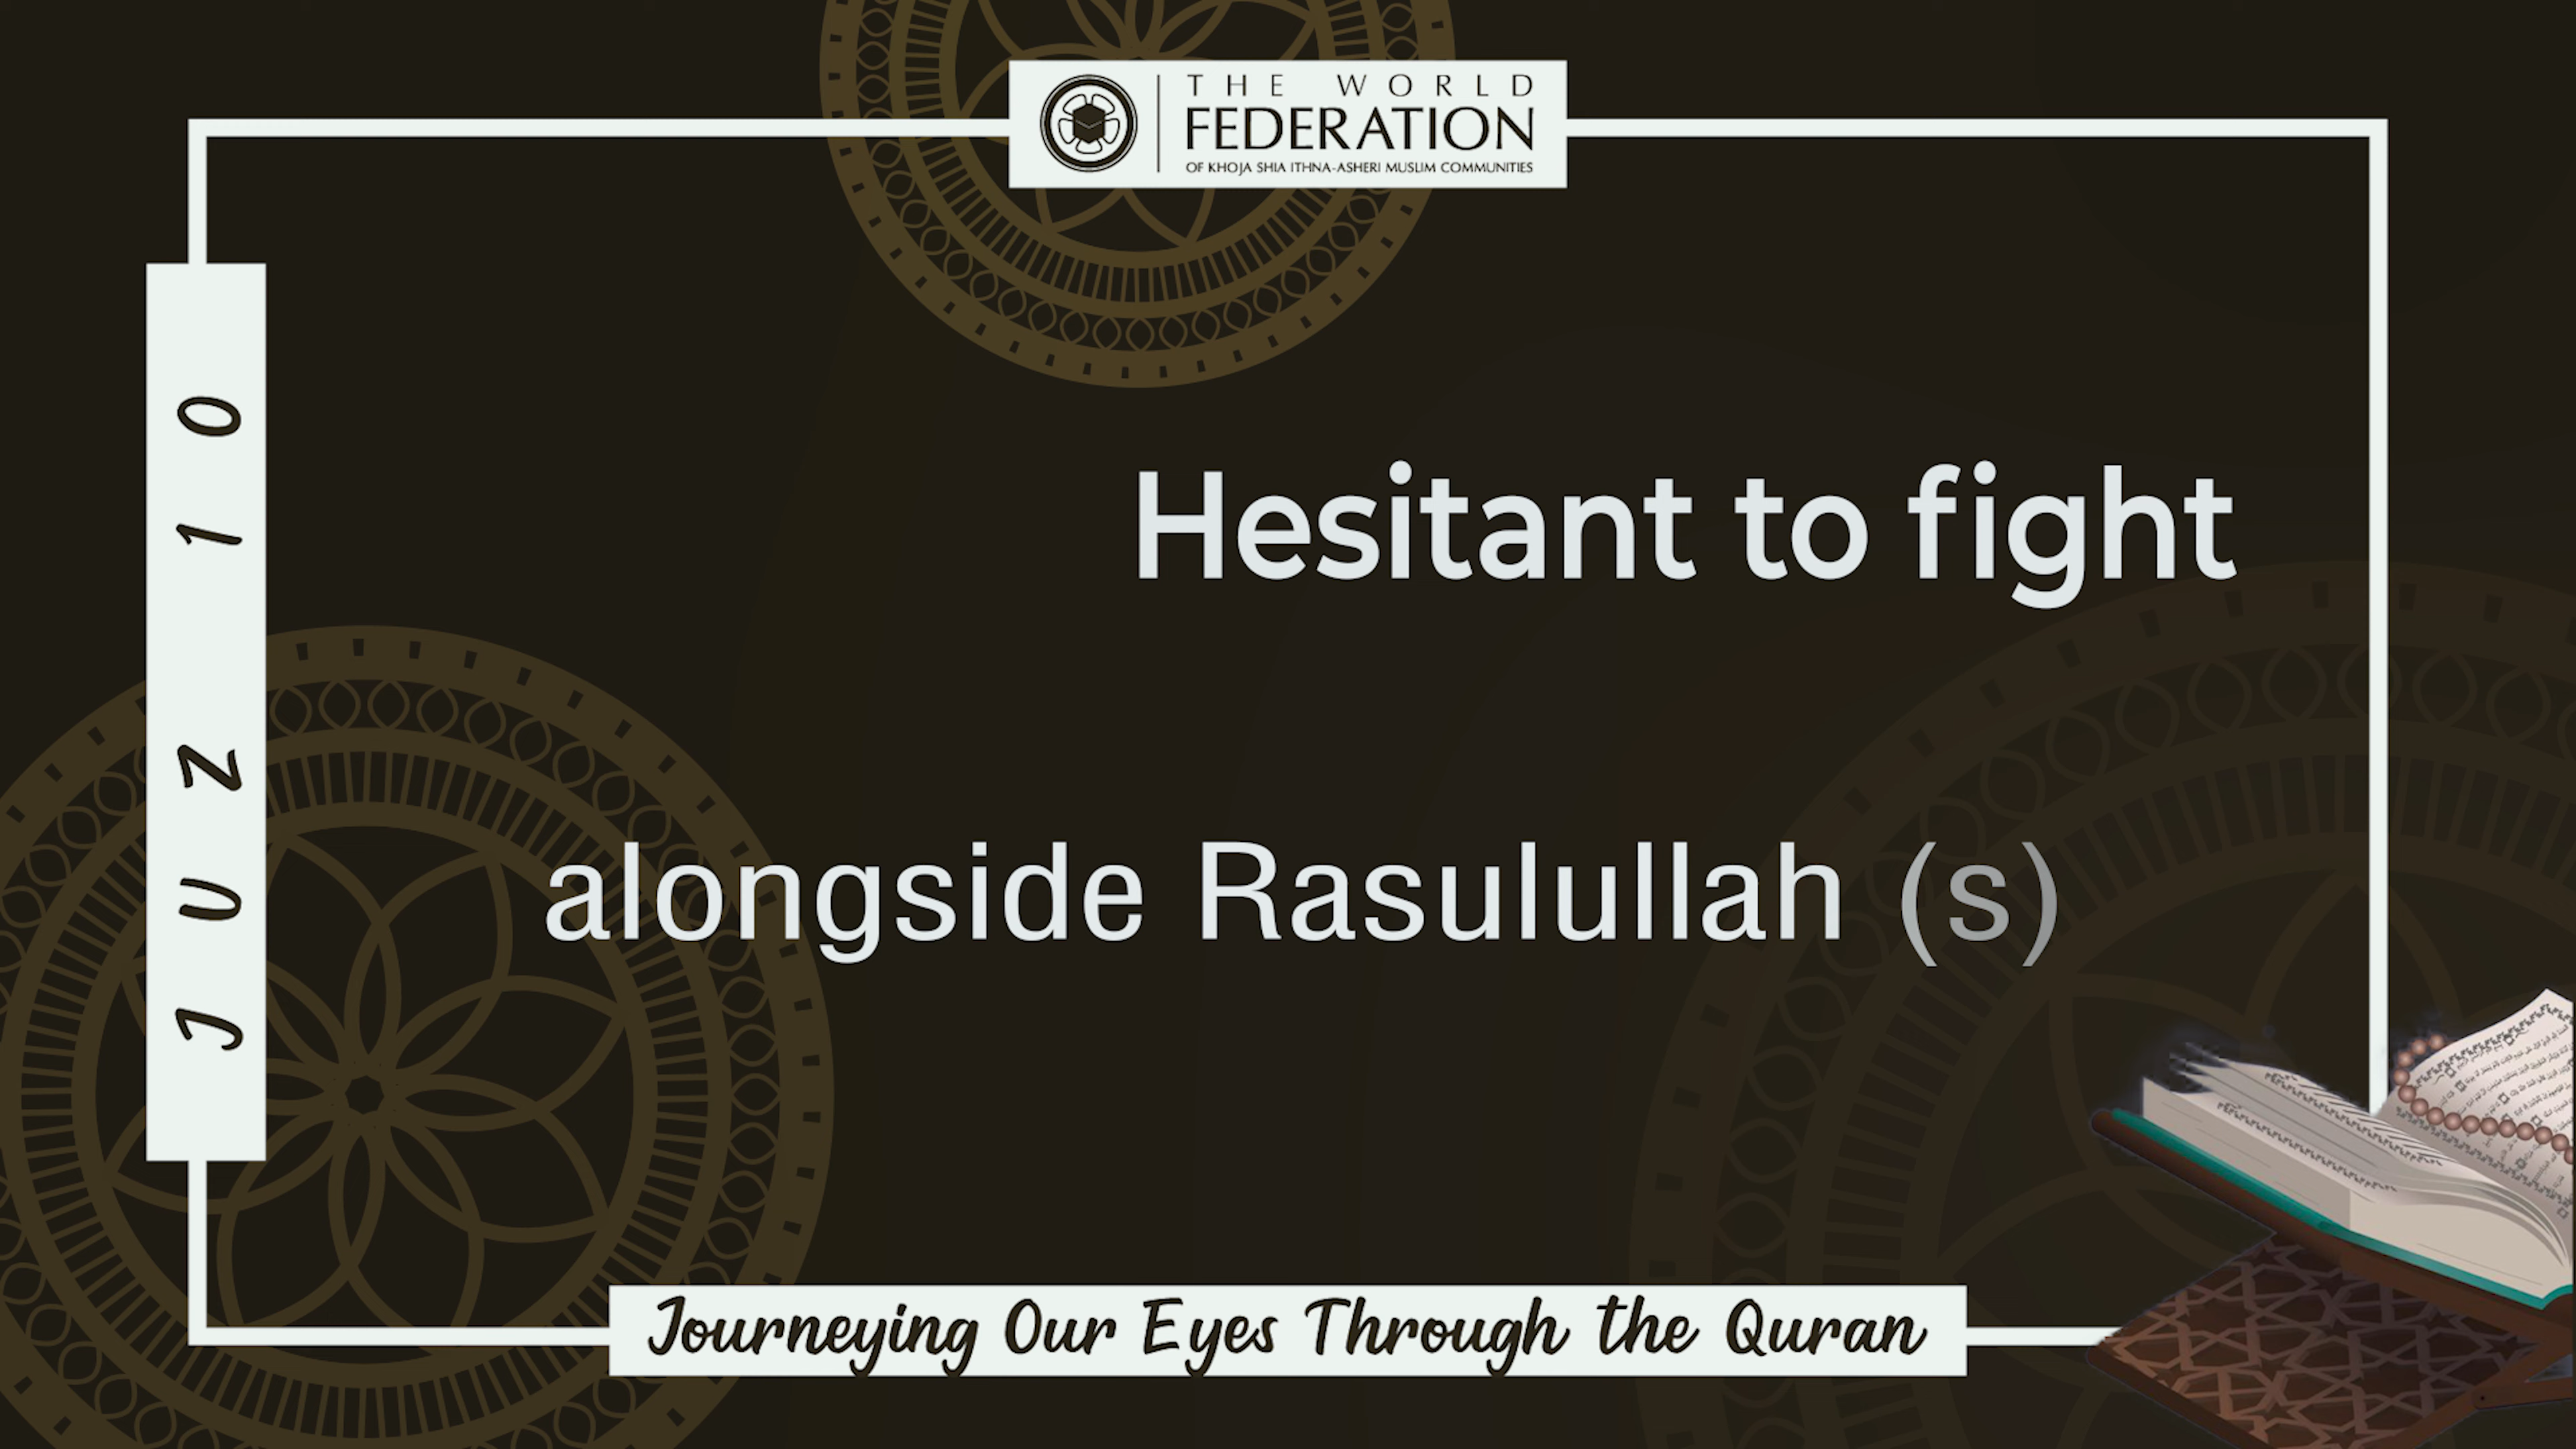 THE WORLD
FEDERATION
OF KHOJA SHIA ITHNA-ASHERI MUSLIM COMMUNITIES
JUZ 10
Hesitant to fight
alongside Rasulullah (s)
Journeying Our Eyes Through the Quran